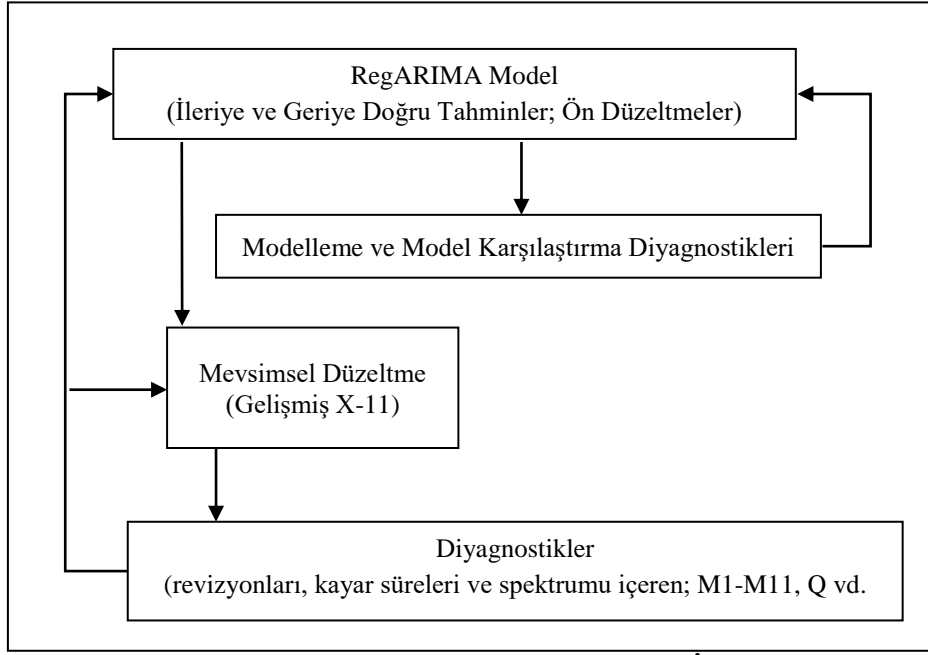 RegARIMA Model
(İleriye ve Geriye Doğru Tahminler; Ön Düzeltmeler)
Modelleme ve Model Karşılaştırma Diyagnostikleri
Mevsimsel Düzeltme
(Gelişmiş X-11)
Diyagnostikler
(revizyonları, kayar süreleri ve spektrumu içeren; M1-M11, Q vd.